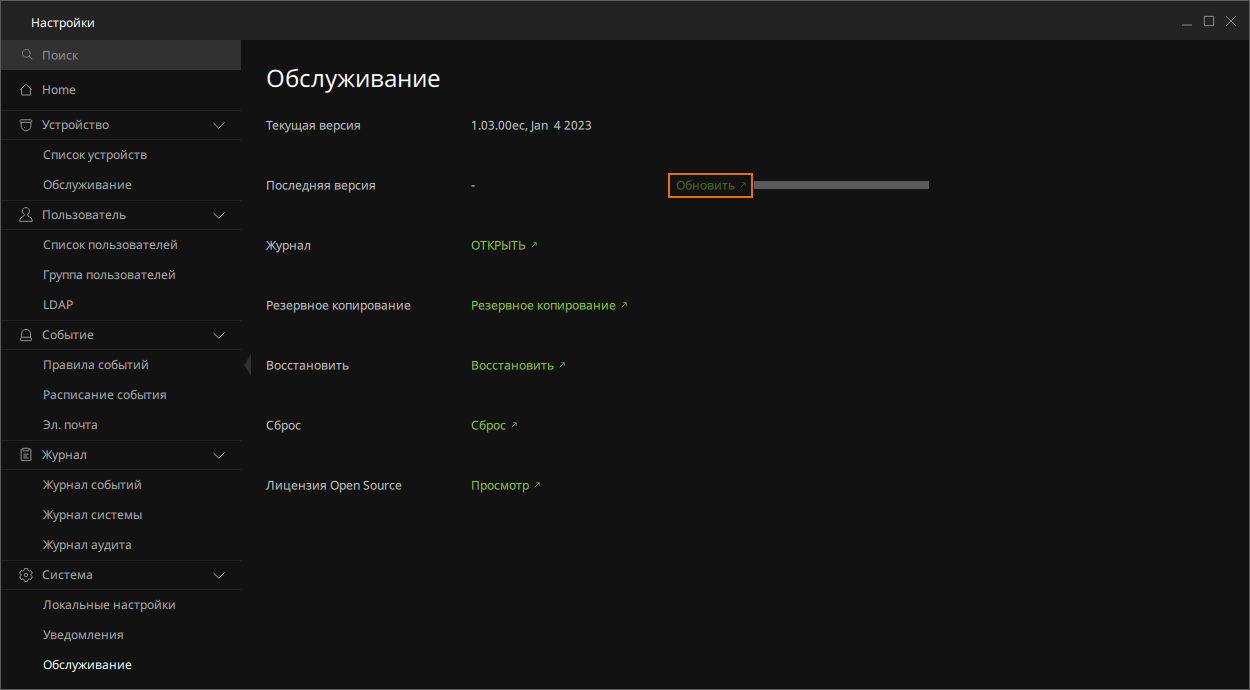 Настройки
Поиск
Home
Устройство
Список устройств
Обслуживание
Пользователь
Список пользователей
Группа пользователей
LDAP
Событие
Правила событий
Расписание события
Эл. почта
Журнал
Журнал событий
Журнал системы
Журнал аудита
Система
Локальные настройки
Уведомления
Обслуживание
Обслуживание
Текущая версия 1.03.00ec, Jan 4 2023
Последняя версия - Обновить
Журнал ОТКРЫТЬ
Резервное копирование Резервное копирование
Восстановить Восстановить
Сброс Сброс
Лицензия Open Source Просмотр